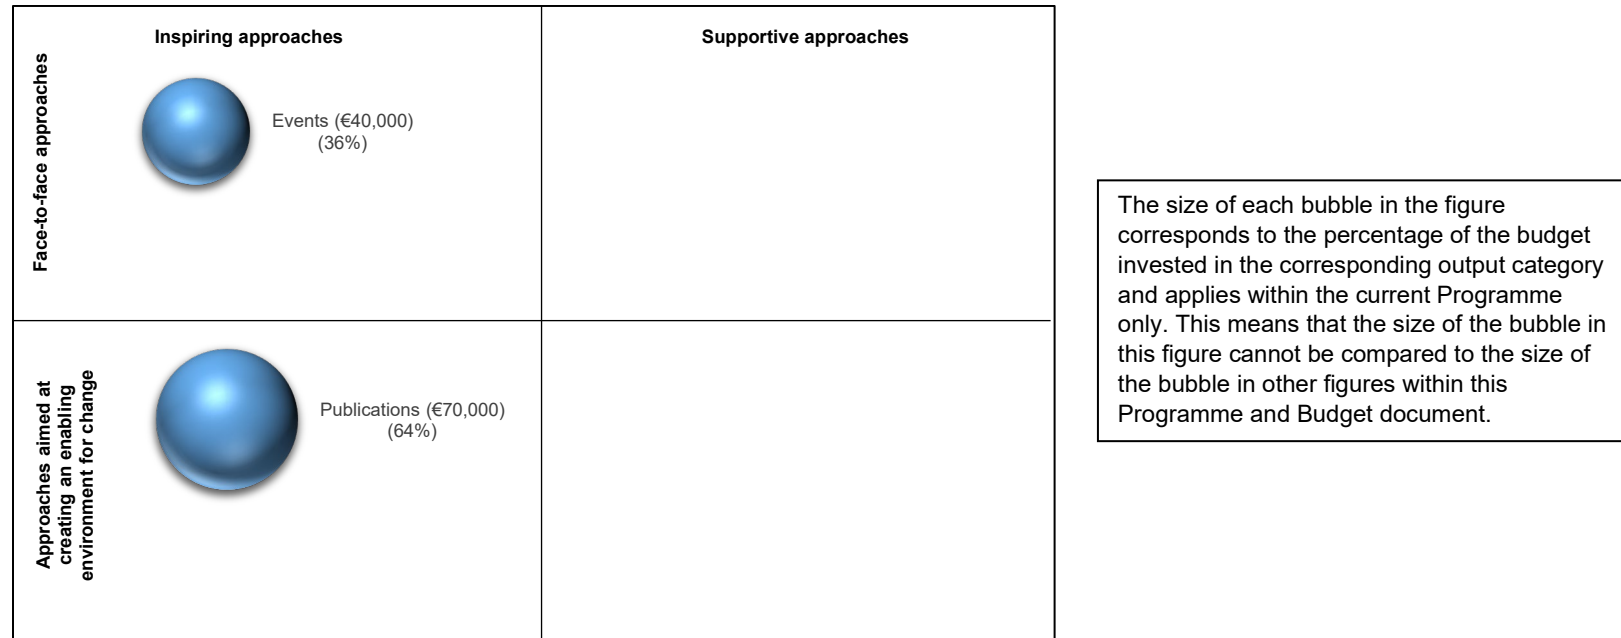 Inspiring approaches
Supportive approaches
Face-to-face approaches
Events (€40,000)
(36%)
Approaches aimed at
creating an enabling
environment for change
Publications (€70,000)
(64%)
The size of each bubble in the figure
corresponds to the percentage of the budget
invested in the corresponding output category
and applies within the current Programme
only. This means that the size of the bubble in
this figure cannot be compared to the size of
the bubble in other figures within this
Programme and Budget document.